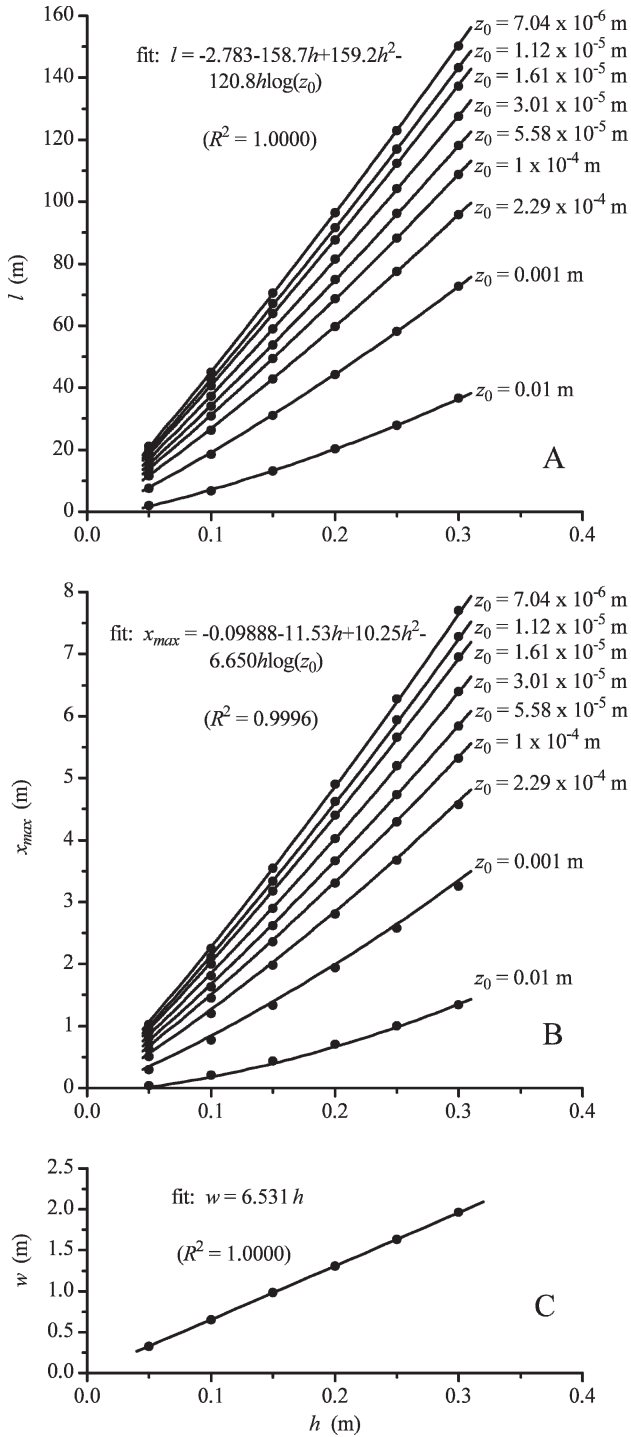 160
140
120
100
80
60
40
20
0
l (m)
fit: l = -2.783-158.7h+159.2h²-
120.8hlog(z₀)
(R² = 1.0000)
z₀ = 7.04 x 10⁻⁶ m
z₀ = 1.12 x 10⁻⁵ m
z₀ = 1.61 x 10⁻⁵ m
z₀ = 3.01 x 10⁻⁵ m
z₀ = 5.58 x 10⁻⁵ m
z₀ = 1 x 10⁻⁴ m
z₀ = 2.29 x 10⁻⁴ m
z₀ = 0.001 m
z₀ = 0.01 m
A
0.0 0.1 0.2 0.3 0.4
8
7
6
5
4
3
2
1
0
xmax (m)
fit: xmax = -0.09888-11.53h+10.25h²-
6.650hlog(z₀)
(R² = 0.9996)
z₀ = 7.04 x 10⁻⁶ m
z₀ = 1.12 x 10⁻⁵ m
z₀ = 1.61 x 10⁻⁵ m
z₀ = 3.01 x 10⁻⁵ m
z₀ = 5.58 x 10⁻⁵ m
z₀ = 1 x 10⁻⁴ m
z₀ = 2.29 x 10⁻⁴ m
z₀ = 0.001 m
z₀ = 0.01 m
B
0.0 0.1 0.2 0.3 0.4
2.5
2.0
1.5
1.0
0.5
0.0
w (m)
fit: w = 6.531 h
(R² = 1.0000)
C
0.0 0.1 0.2 0.3 0.4
h (m)